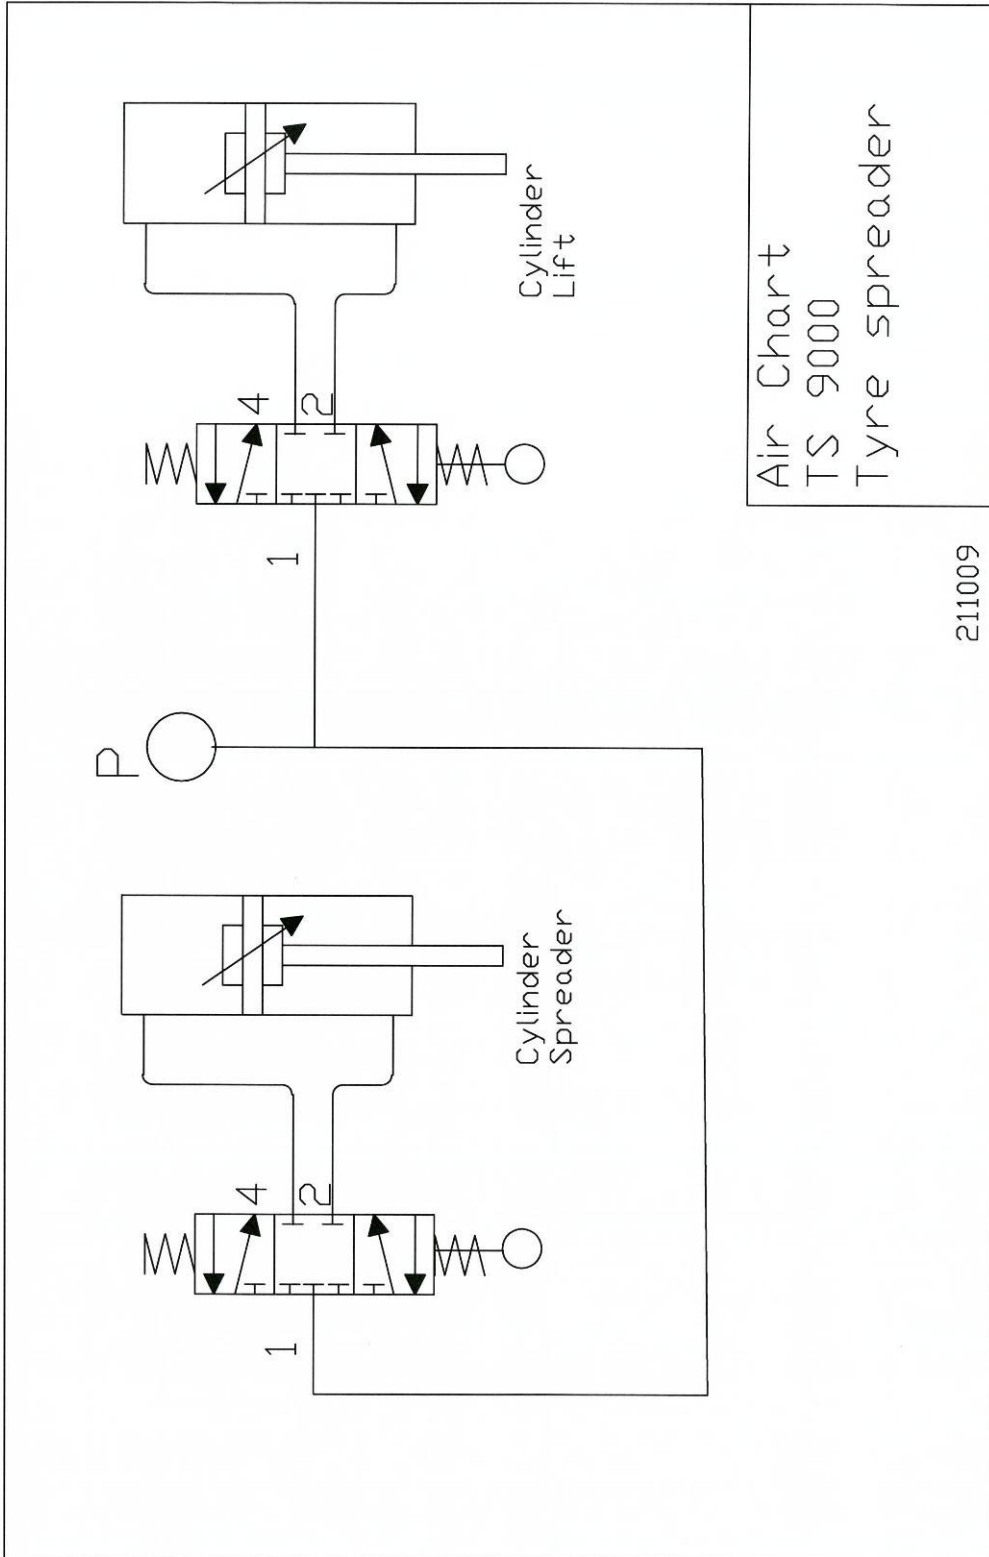 P
4
2
1
Cylinder
Lift
4
2
1
Cylinder
Spreader
Air Chart
TS 9000
Tyre spreader
211009